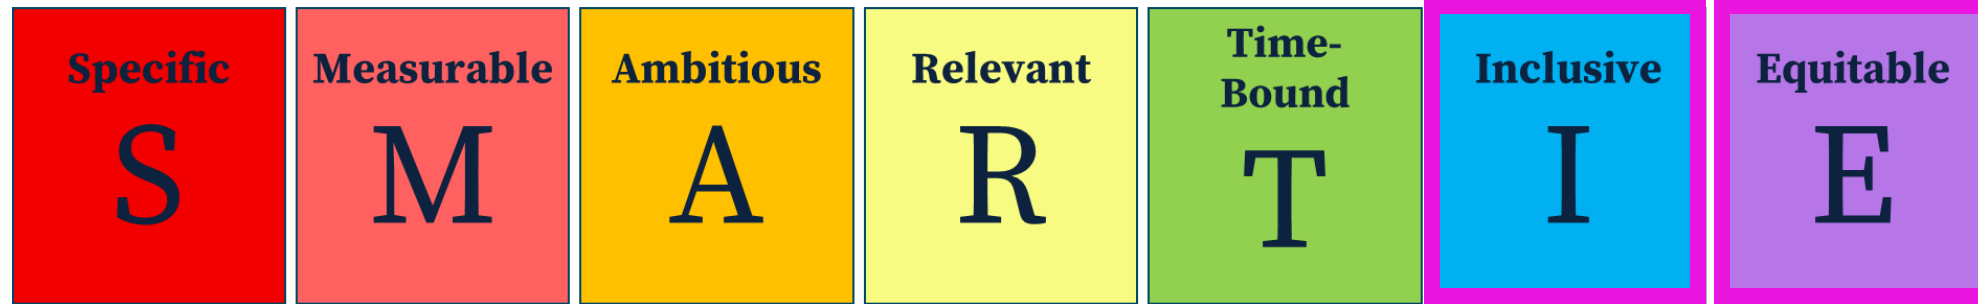 Specific
S
Measurable
M
Ambitious
A
Relevant
R
Time-
Bound
T
Inclusive
I
Equitable
E